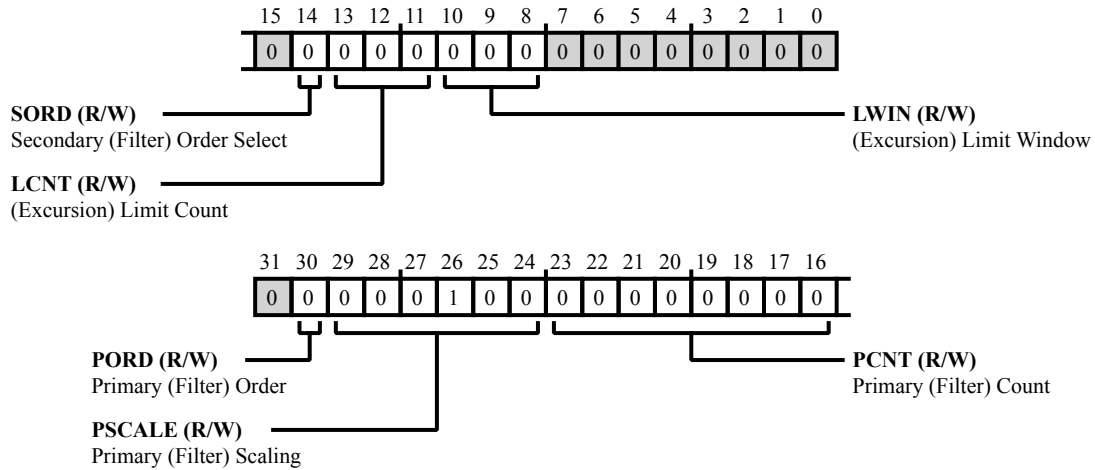 15 14 13 12 11 10 9 8 7 6 5 4 3 2 1 0
0 0 0 0 0 0 0 0 0 0 0 0 0 0 0 0
SORD (R/W)
Secondary (Filter) Order Select
LWIN (R/W)
(Excursion) Limit Window
LCNT (R/W)
(Excursion) Limit Count
31 30 29 28 27 26 25 24 23 22 21 20 19 18 17 16
0 0 0 0 0 1 0 0 0 0 0 0 0 0 0 0
PORD (R/W)
Primary (Filter) Order
PCNT (R/W)
Primary (Filter) Count
PSCALE (R/W)
Primary (Filter) Scaling